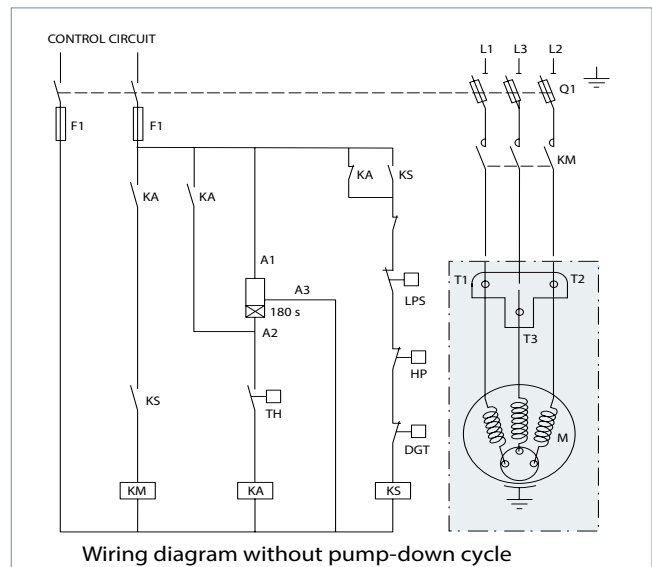 CONTROL CIRCUIT
L1 L3 L2
Q1
F1 F1
KM
KA KA KA KS
A1
A3
T1 T2
LPS
180 s
A2
T3
HP
TH
KS
M
DGT
KM KA KS
Wiring diagram without pump-down cycle